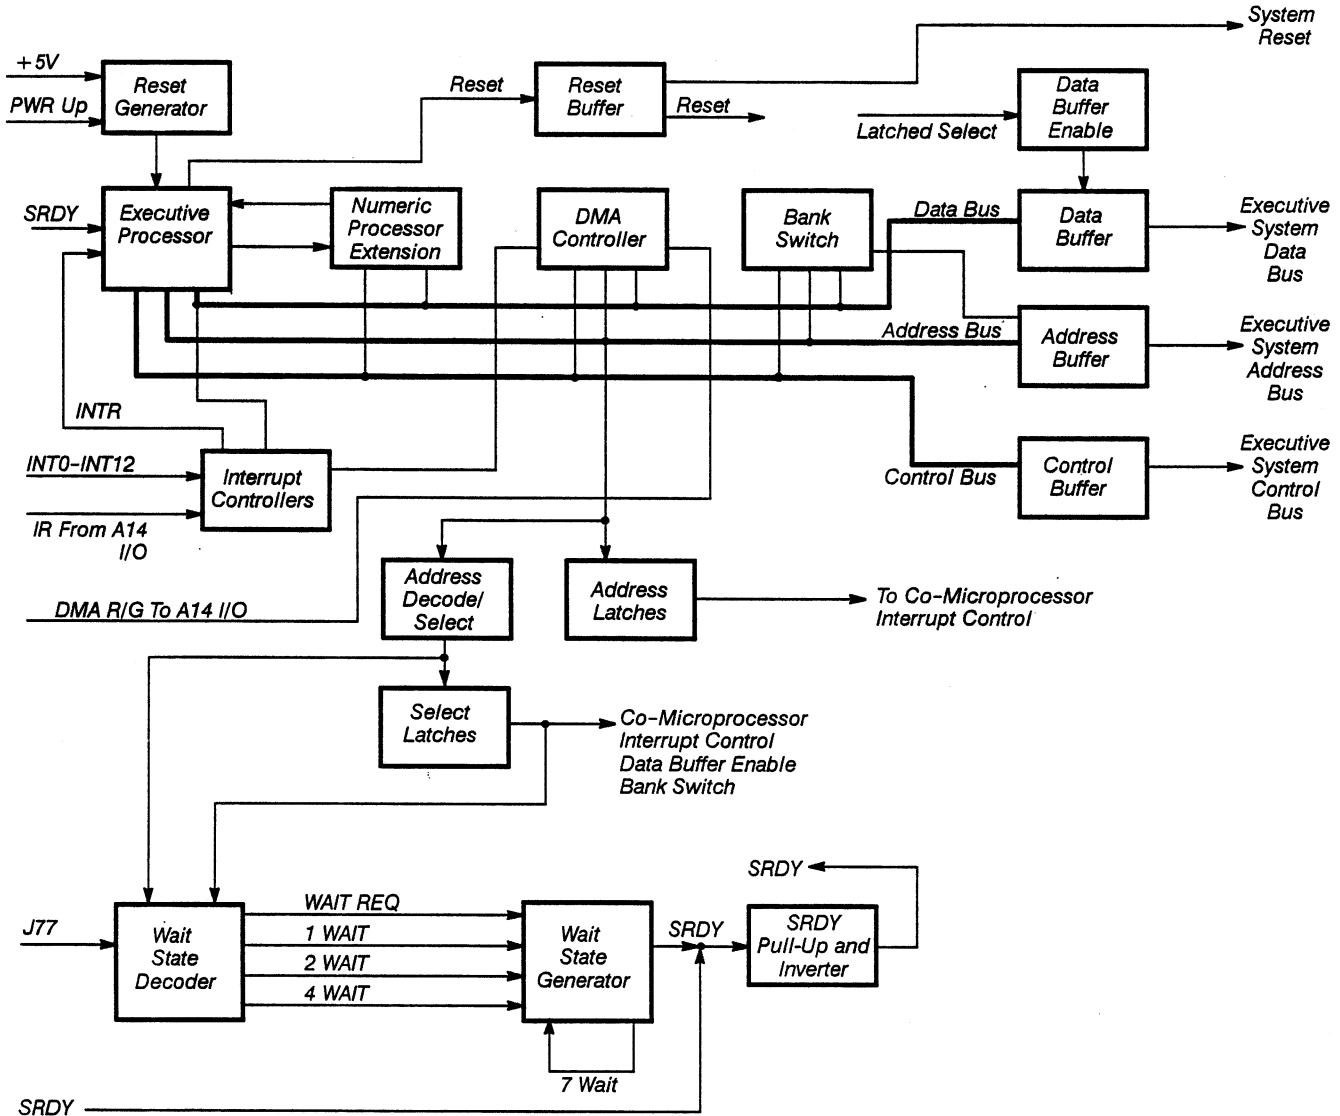 System
Reset
+5V
PWR Up
Reset
Generator
Reset
Reset
Buffer
Reset
Latched Select
Data
Buffer
Enable
SRDY
Executive
Processor
Numeric
Processor
Extension
DMA
Controller
Bank
Switch
Data Bus
Data
Buffer
Executive
System
Data
Bus
Address Bus
Address
Buffer
Executive
System
Address
Bus
INTR
INT0-INT12
IR From A14
I/O
Interrupt
Controllers
Control Bus
Control
Buffer
Executive
System
Control
Bus
DMA R/G To A14 I/O
Address
Decode/
Select
Address
Latches
To Co-Microprocessor
Interrupt Control
Select
Latches
Co-Microprocessor
Interrupt Control
Data Buffer Enable
Bank Switch
J77
Wait
State
Decoder
WAIT REQ
1 WAIT
2 WAIT
4 WAIT
Wait
State
Generator
7 Wait
SRDY
SRDY
SRDY
Pull-Up and
Inverter
SRDY